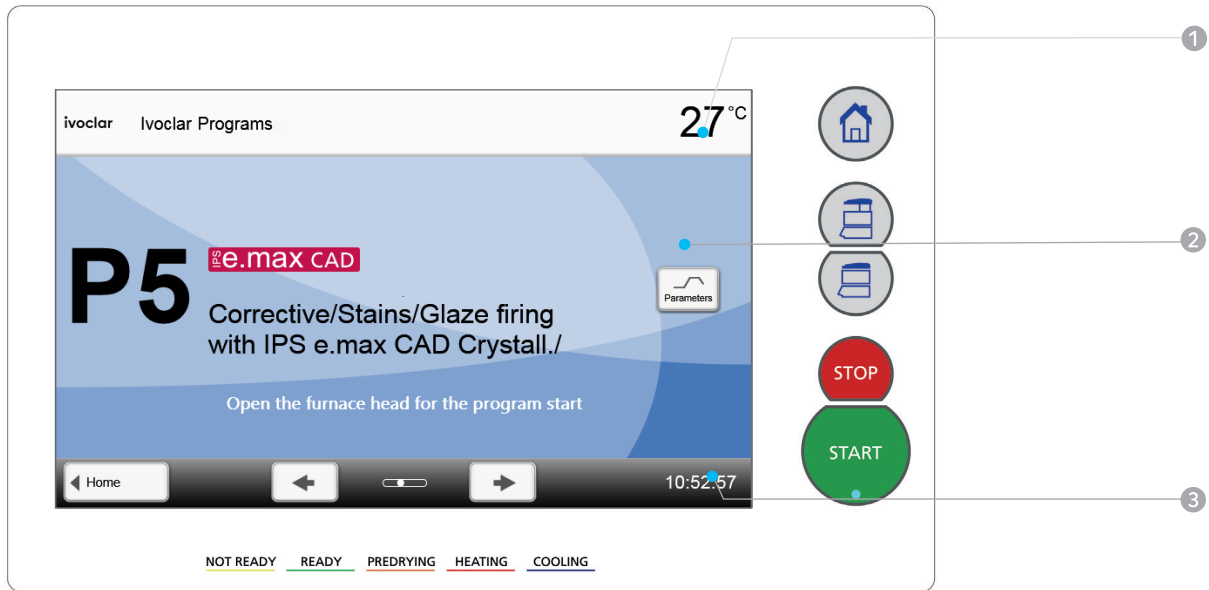 1
ivoclar Ivoclar Programs 27 °C
2
P5 IPS e.max CAD
Parameters
Corrective/Stains/Glaze firing
with IPS e.max CAD Crystall./
STOP
Open the furnace head for the program start
START
Home 10:52:57
3
NOT READY READY PREDRYING HEATING COOLING